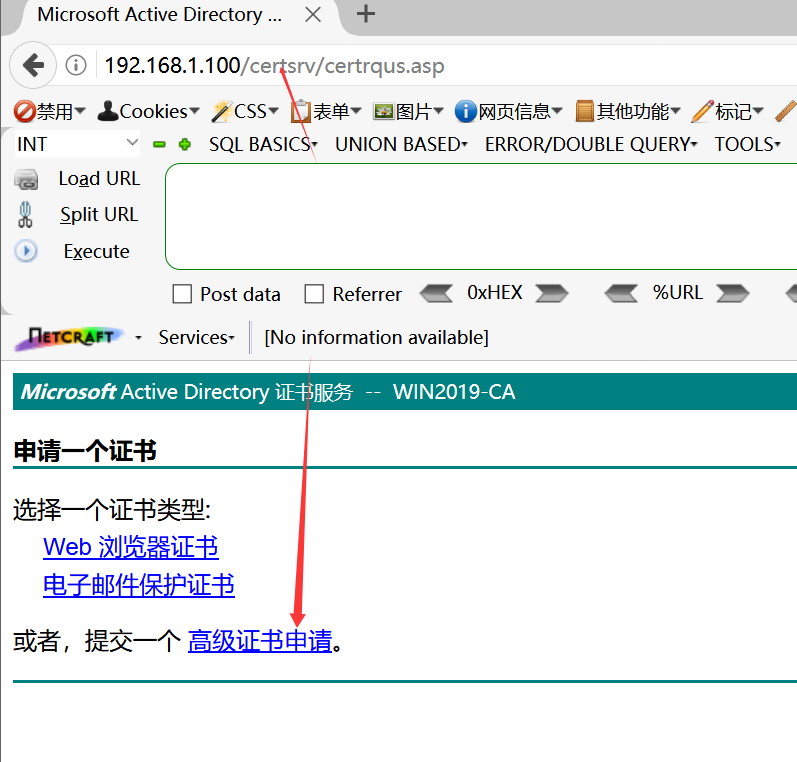 Microsoft Active Directory ...
192.168.1.100/certsrv/certrqus.asp
禁用 Cookies CSS 表单 图片 网页信息 其他功能 标记
INT SQL BASICS UNION BASED ERROR/DOUBLE QUERY TOOLS
Load URL
Split URL
Execute
Post data Referrer 0xHEX %URL
NETCRAFT Services [No information available]
Microsoft Active Directory 证书服务 -- WIN2019-CA
申请一个证书
选择一个证书类型:
Web 浏览器证书
电子邮件保护证书
或者，提交一个 高级证书申请。